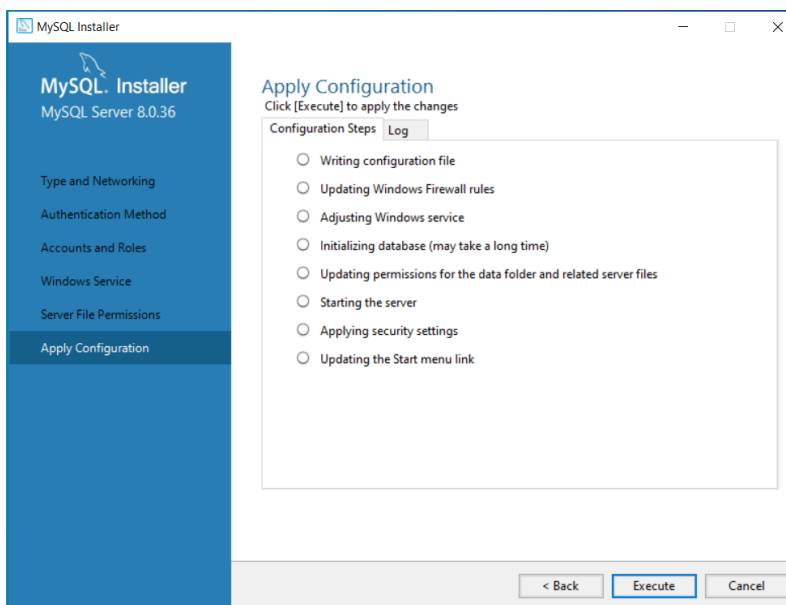 MySQL Installer
MySQL. Installer
MySQL Server 8.0.36
Type and Networking
Authentication Method
Accounts and Roles
Windows Service
Server File Permissions
Apply Configuration
Apply Configuration
Click [Execute] to apply the changes
Configuration Steps
Log
Writing configuration file
Updating Windows Firewall rules
Adjusting Windows service
Initializing database (may take a long time)
Updating permissions for the data folder and related server files
Starting the server
Applying security settings
Updating the Start menu link
< Back
Execute
Cancel